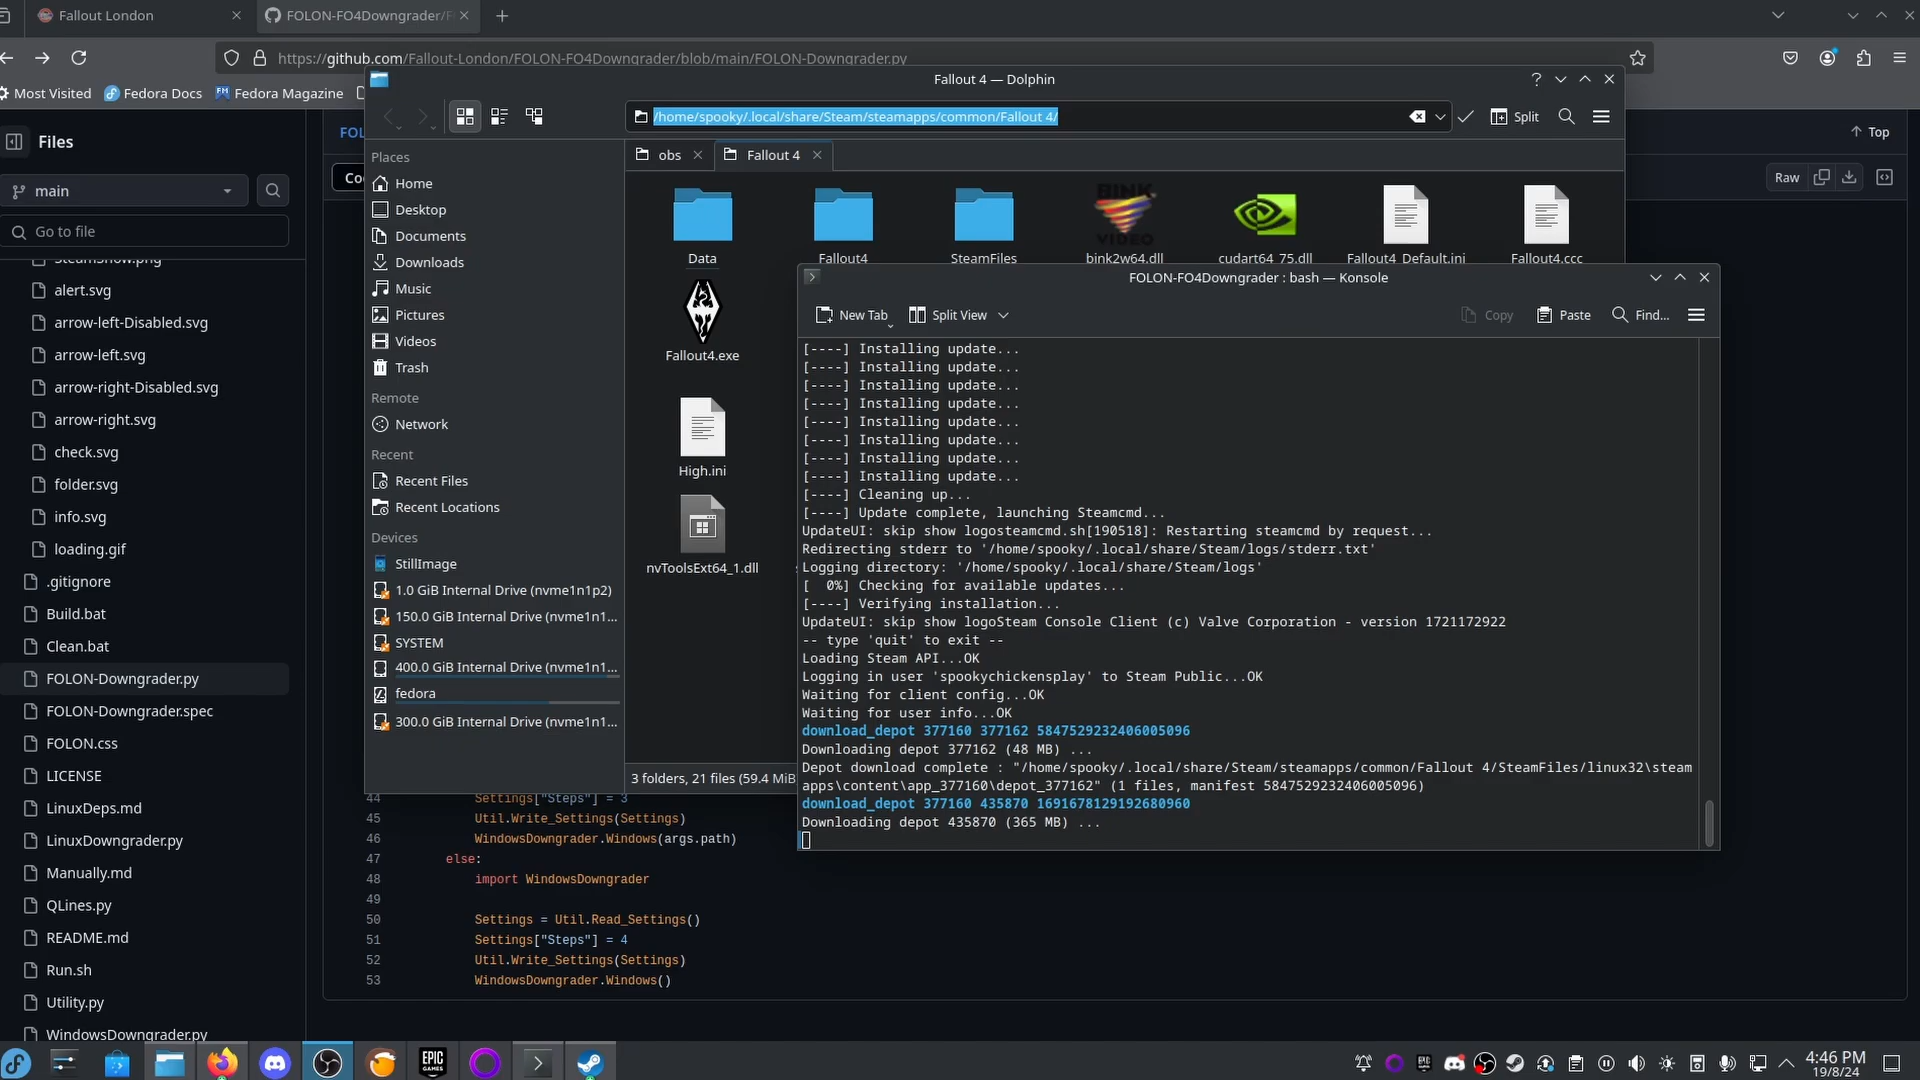 Fallout London
FOLON-FO4Downgrader/F
https://github.com/Fallout-London/FOLON-FO4Downgrader/blob/main/FOLON-Downgrader.py
Most Visited
Fedora Docs
Fedora Magazine
Files
main
Go to file
SteamShow.png
alert.svg
arrow-left-Disabled.svg
arrow-left.svg
arrow-right-Disabled.svg
arrow-right.svg
check.svg
folder.svg
info.svg
loading.gif
.gitignore
Build.bat
Clean.bat
FOLON-Downgrader.py
FOLON-Downgrader.spec
FOLON.css
LICENSE
LinuxDeps.md
LinuxDowngrader.py
Manually.md
QLines.py
README.md
Run.sh
Utility.py
WindowsDowngrader.py
FOL
Top
Co
Raw
Fallout 4 — Dolphin
/home/spooky/.local/share/Steam/steamapps/common/Fallout 4/
Split
obs
Fallout 4
Places
Home
Desktop
Documents
Downloads
Music
Pictures
Videos
Trash
Remote
Network
Recent
Recent Files
Recent Locations
Devices
StillImage
1.0 GiB Internal Drive (nvme1n1p2)
150.0 GiB Internal Drive (nvme1n1...
SYSTEM
400.0 GiB Internal Drive (nvme1n1...
fedora
300.0 GiB Internal Drive (nvme1n1...
BINK
VIDEO
Data
Fallout4
SteamFiles
bink2w64.dll
cudart64_75.dll
Fallout4_Default.ini
Fallout4.ccc
Fallout4.exe
High.ini
nvToolsExt64_1.dll
3 folders, 21 files (59.4 MiB
FOLON-FO4Downgrader : bash — Konsole
New Tab
Split View
Copy
Paste
Find...
[----] Installing update...
[----] Installing update...
[----] Installing update...
[----] Installing update...
[----] Installing update...
[----] Installing update...
[----] Installing update...
[----] Installing update...
[----] Cleaning up...
[----] Update complete, launching Steamcmd...
UpdateUI: skip show logosteamcmd.sh[190518]: Restarting steamcmd by request...
Redirecting stderr to '/home/spooky/.local/share/Steam/logs/stderr.txt'
Logging directory: '/home/spooky/.local/share/Steam/logs'
[  0%] Checking for available updates...
[----] Verifying installation...
UpdateUI: skip show logoSteam Console Client (c) Valve Corporation - version 1721172922
-- type 'quit' to exit --
Loading Steam API...OK
Logging in user 'spookychickensplay' to Steam Public...OK
Waiting for client config...OK
Waiting for user info...OK
download_depot 377160 377162 5847529232406005096
Downloading depot 377162 (48 MB) ...
Depot download complete : "/home/spooky/.local/share/Steam/steamapps/common/Fallout 4/SteamFiles/linux32\steam
apps\content\app_377160\depot_377162" (1 files, manifest 5847529232406005096)
download_depot 377160 435870 1691678129192680960
Downloading depot 435870 (365 MB) ...
44 Settings["Steps"] = 3
45 Util.Write_Settings(Settings)
46 WindowsDowngrader.Windows(args.path)
47 else:
48 import WindowsDowngrader
49
50 Settings = Util.Read_Settings()
51 Settings["Steps"] = 4
52 Util.Write_Settings(Settings)
53 WindowsDowngrader.Windows()
EPIC
GAMES
4:46 PM
19/8/24